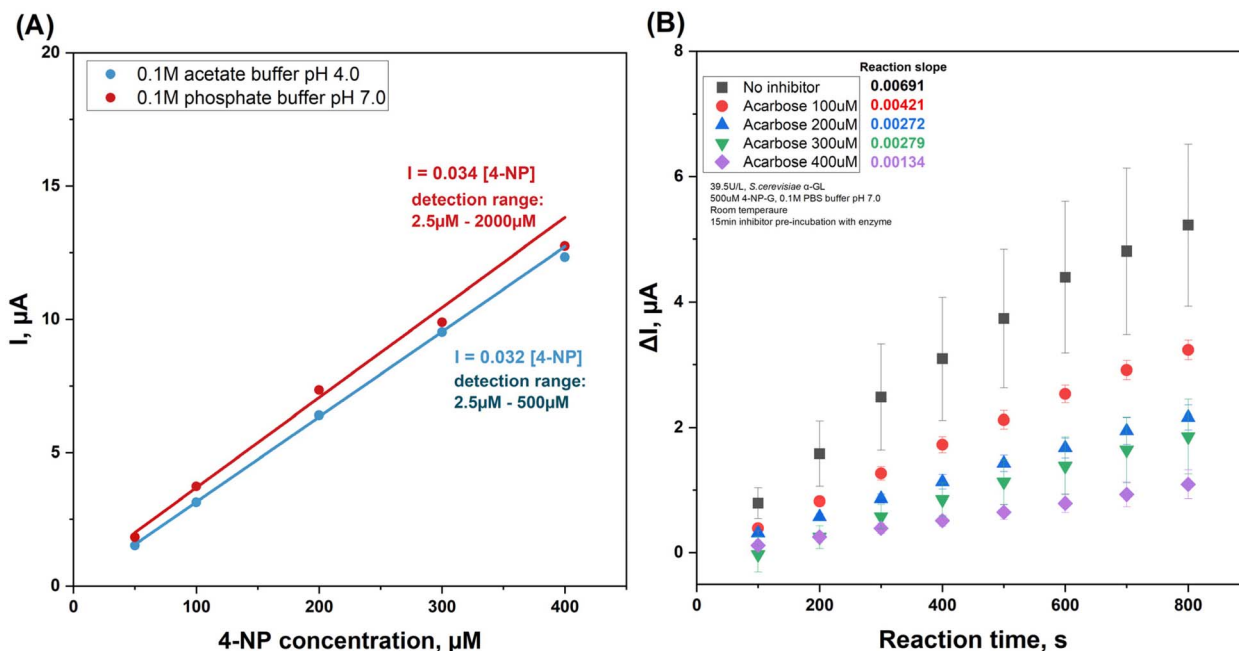 (A)
20
15
10
5
0
0 50 100 150 200 250 300 350 400 450
I, µA
4-NP concentration, µM
0.1M acetate buffer pH 4.0
0.1M phosphate buffer pH 7.0
I = 0.034 [4-NP]
detection range:
2.5µM - 2000µM
I = 0.032 [4-NP]
detection range:
2.5µM - 500µM
(B)
8
6
4
2
0
0 200 400 600 800
ΔI, µA
Reaction time, s
Reaction slope
No inhibitor 0.00691
Acarbose 100uM 0.00421
Acarbose 200uM 0.00272
Acarbose 300uM 0.00279
Acarbose 400uM 0.00134
39.5U/L, S.cerevisiae α-GL
500uM 4-NP-G, 0.1M PBS buffer pH 7.0
Room temperaure
15min inhibitor pre-incubation with enzyme